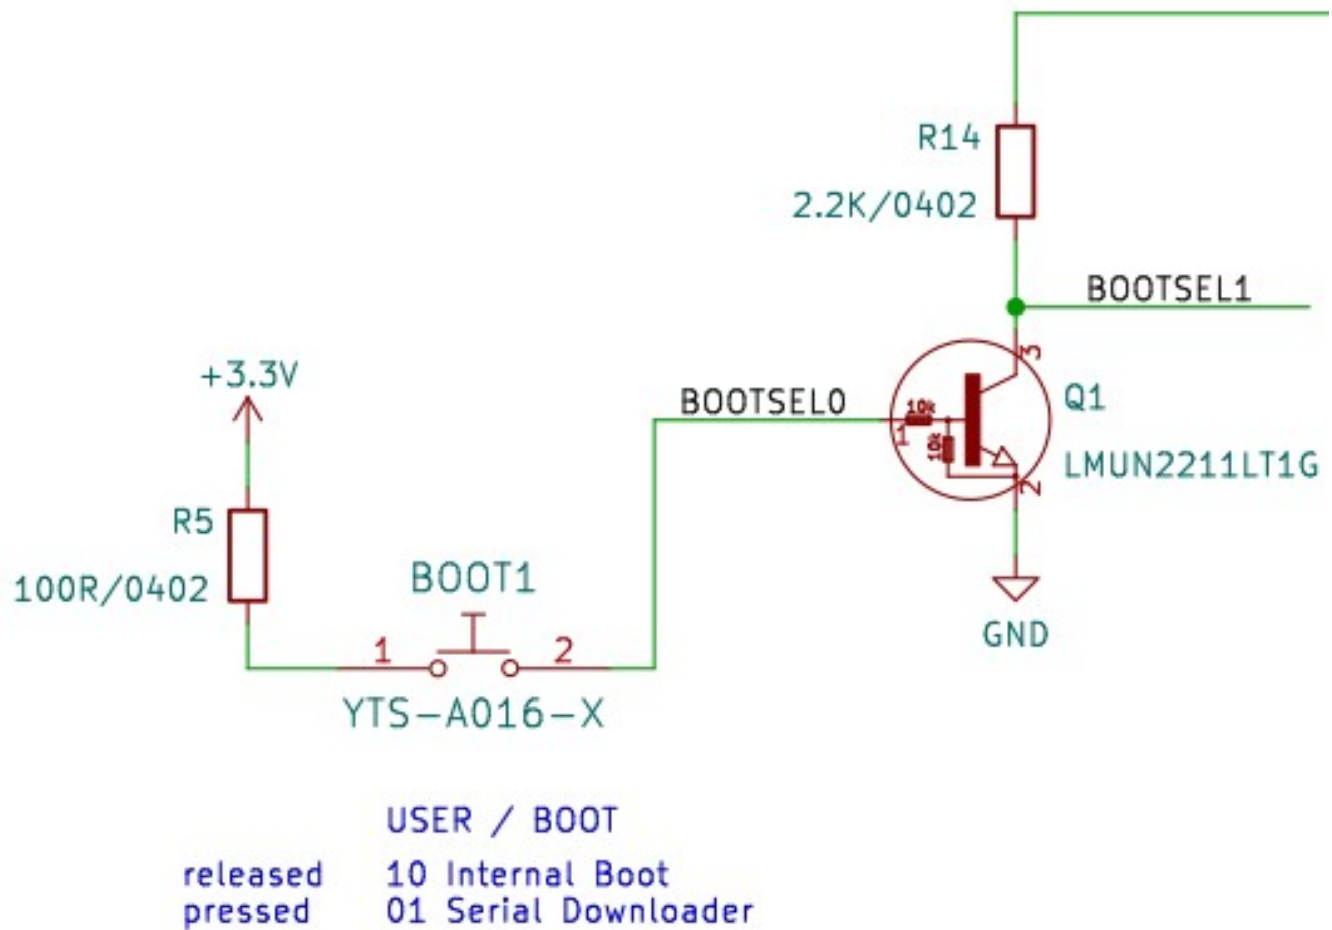 R14
2.2K/0402
BOOTSEL1
+3.3V
3
BOOTSEL0
10k
Q1
1
10k
LMUN2211LT1G
2
R5
100R/0402
BOOT1
GND
1
2
YTS-A016-X
USER / BOOT
released 10 Internal Boot
pressed 01 Serial Downloader